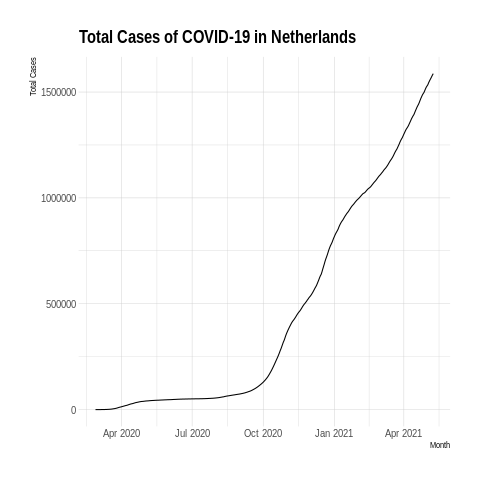 Total Cases of COVID-19 in Netherlands
Total Cases
1500000
1000000
500000
0
Apr 2020 Jul 2020 Oct 2020 Jan 2021 Apr 2021
Month